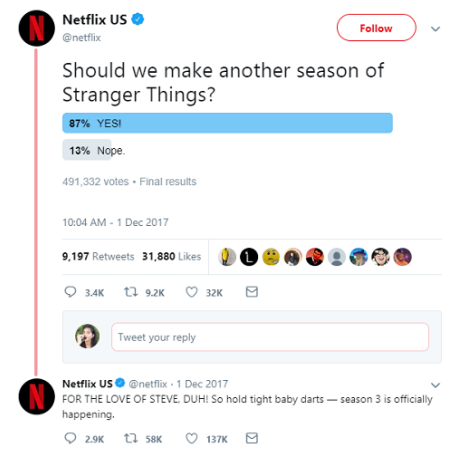 Netflix US
@netflix
Follow
Should we make another season of
Stranger Things?
87% YES!
13% Nope.
491,332 votes • Final results
10:04 AM - 1 Dec 2017
9,197 Retweets 31,880 Likes
3.4K 9.2K 32K
Tweet your reply
Netflix US @netflix · 1 Dec 2017
FOR THE LOVE OF STEVE, DUH! So hold tight baby darts — season 3 is officially
happening.
2.9K 58K 137K